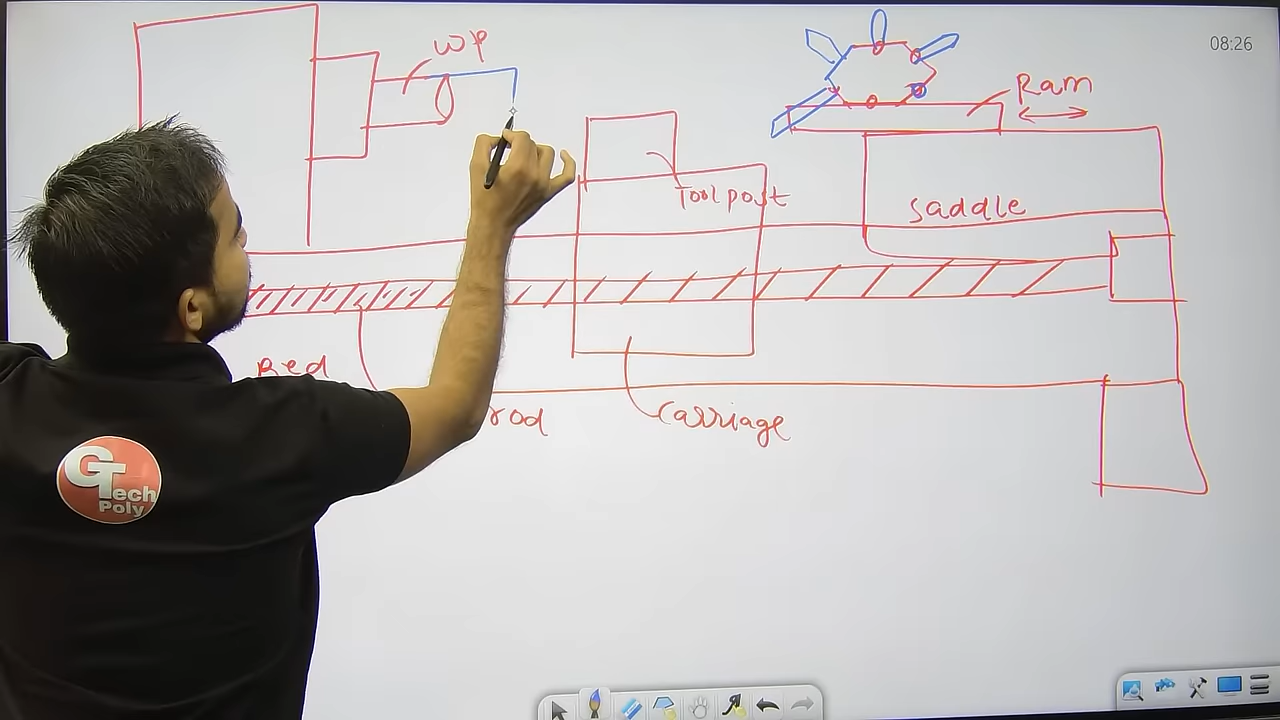 08:26
WP
Ram
Tool post
Saddle
Bed
rod
Carriage
GTech
Poly